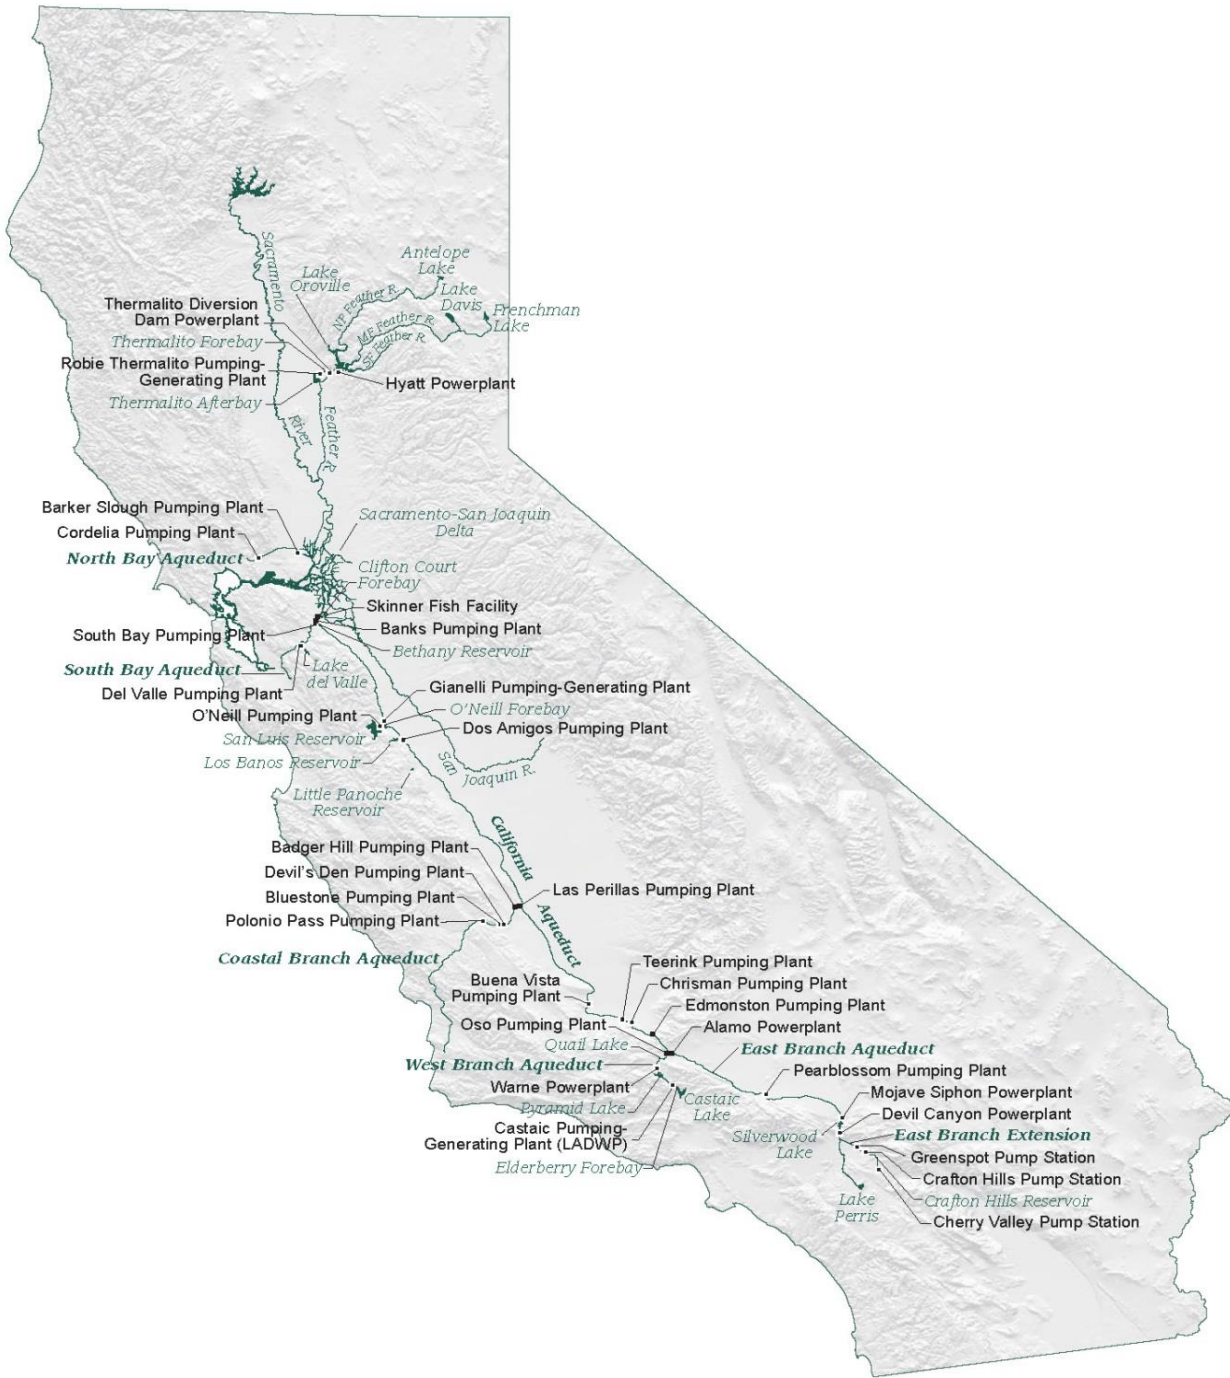 Sacramento
River
Lake
Oroville
Antelope
Lake
Lake
Davis
Frenchman
Lake
NF Feather R.
MF Feather R.
SF Feather R.
Thermalito Diversion
Dam Powerplant
Thermalito Forebay
Robie Thermalito Pumping-
Generating Plant
Thermalito Afterbay
Hyatt Powerplant
Feather R.
Barker Slough Pumping Plant
Cordelia Pumping Plant
North Bay Aqueduct
Sacramento-San Joaquin
Delta
Clifton Court
Forebay
Skinner Fish Facility
Banks Pumping Plant
Bethany Reservoir
South Bay Pumping Plant
South Bay Aqueduct
Lake
del Valle
Del Valle Pumping Plant
Gianelli Pumping-Generating Plant
O'Neill Pumping Plant
O'Neill Forebay
Dos Amigos Pumping Plant
San Luis Reservoir
Los Banos Reservoir
San
Joaquin R.
Little Panoche
Reservoir
California
Aqueduct
Badger Hill Pumping Plant
Devil's Den Pumping Plant
Bluestone Pumping Plant
Polonio Pass Pumping Plant
Las Perillas Pumping Plant
Coastal Branch Aqueduct
Buena Vista
Pumping Plant
Teerink Pumping Plant
Chrisman Pumping Plant
Edmonston Pumping Plant
Oso Pumping Plant
Alamo Powerplant
Quail Lake
East Branch Aqueduct
West Branch Aqueduct
Pearblossom Pumping Plant
Warne Powerplant
Mojave Siphon Powerplant
Pyramid Lake
Castaic
Lake
Devil Canyon Powerplant
Castaic Pumping-
Generating Plant (LADWP)
Silverwood
Lake
East Branch Extension
Greenspot Pump Station
Elderberry Forebay
Crafton Hills Pump Station
Lake
Perris
Crafton Hills Reservoir
Cherry Valley Pump Station